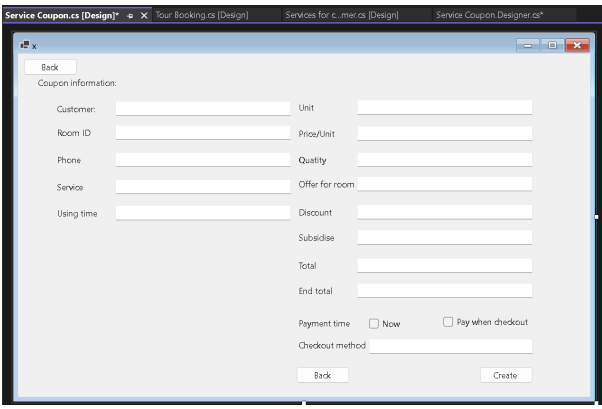 Service Coupon.cs [Design]* Tour Booking.cs [Design] Services for c...mer.cs [Design] Service Coupon.Designer.cs*
x
Back
Coupon information:
Customer:
Room ID
Phone
Service
Using time
Unit
Price/Unit
Quatity
Offer for room
Discount
Subsidise
Total
End total
Payment time Now Pay when checkout
Checkout method
Back Create